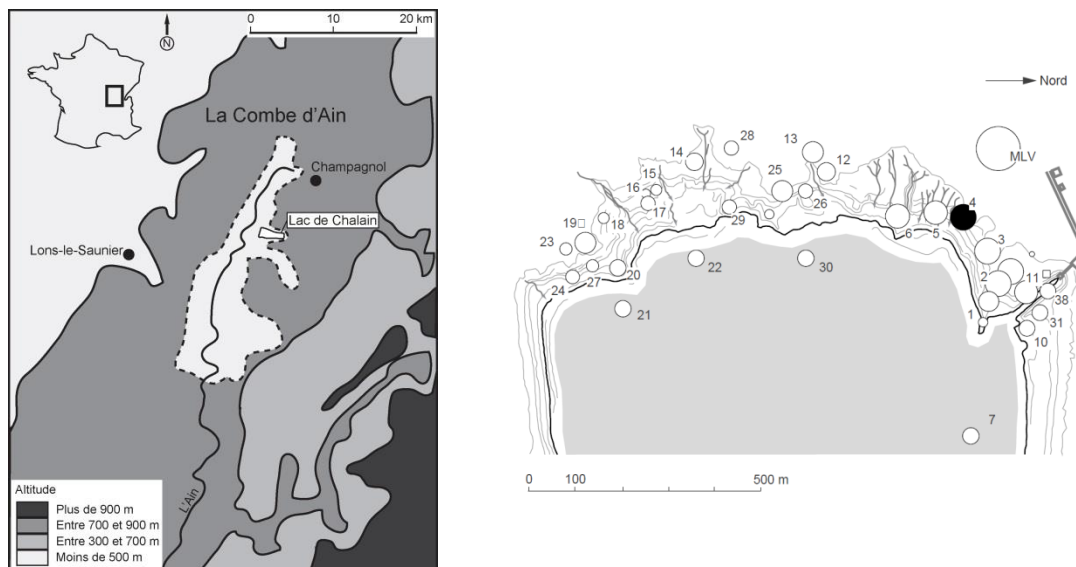 0 10 20 km
N
La Combe d'Ain
Champagnol
Lac de Chalain
Lons-le-Saunier
L'Ain
Altitude
Plus de 900 m
Entre 700 et 900 m
Entre 300 et 700 m
Moins de 500 m
Nord
MLV
28
13
14
12
25
15
16
26
17
4
18
29
6
5
19
23
3
22
30
20
2
11
24
27
38
21
1
31
10
7
0 100 500 m